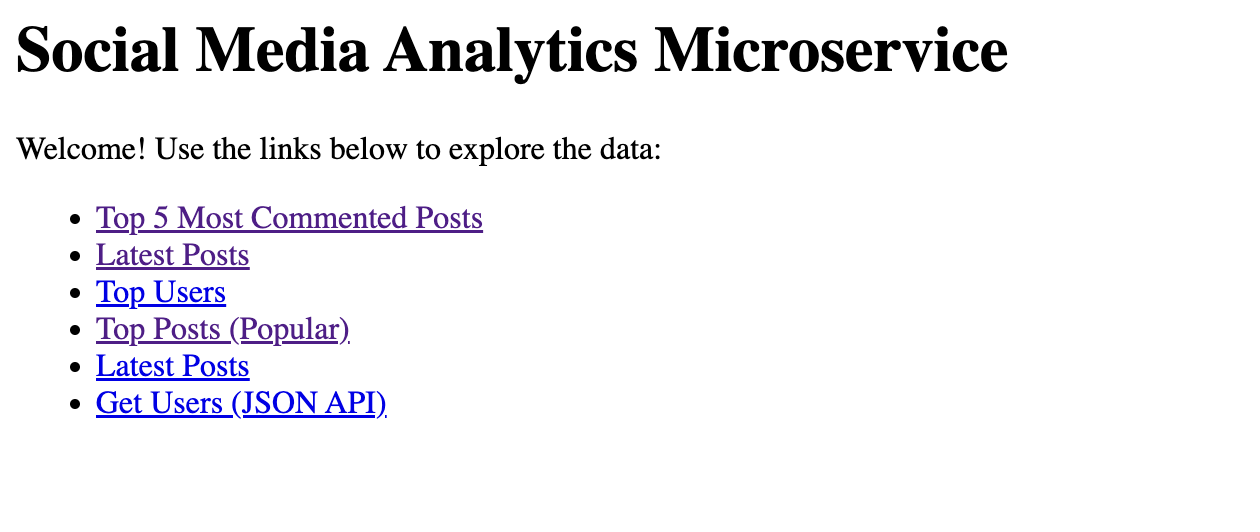 Social Media Analytics Microservice
Welcome! Use the links below to explore the data:
Top 5 Most Commented Posts
Latest Posts
Top Users
Top Posts (Popular)
Latest Posts
Get Users (JSON API)